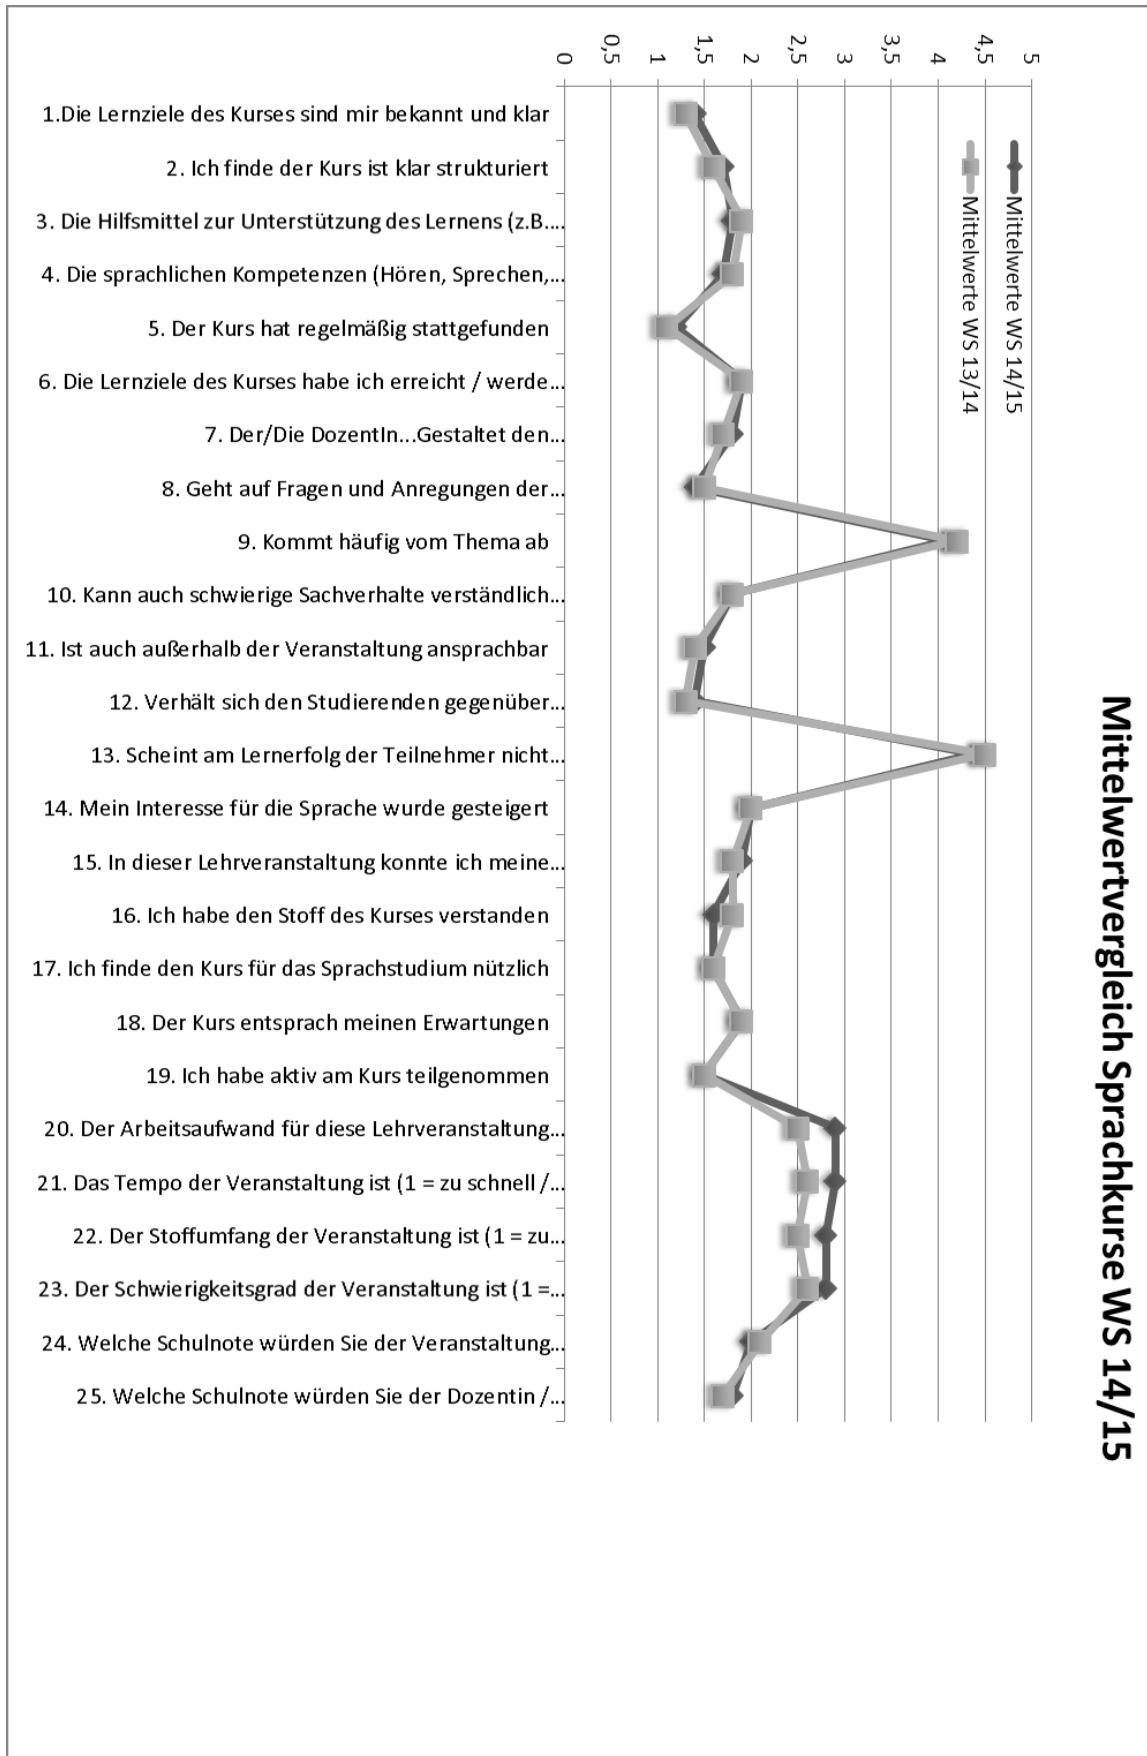 Mittelwertvergleich Sprachkurse WS 14/15
Mittelwerte WS 14/15
Mittelwerte WS 13/14
0
0,5
1
1,5
2
2,5
3
3,5
4
4,5
5
1.Die Lernziele des Kurses sind mir bekannt und klar
2. Ich finde der Kurs ist klar strukturiert
3. Die Hilfsmittel zur Unterstützung des Lernens (z.B....
4. Die sprachlichen Kompetenzen (Hören, Sprechen,...
5. Der Kurs hat regelmäßig stattgefunden
6. Die Lernziele des Kurses habe ich erreicht / werde...
7. Der/Die DozentIn...Gestaltet den...
8. Geht auf Fragen und Anregungen der...
9. Kommt häufig vom Thema ab
10. Kann auch schwierige Sachverhalte verständlich...
11. Ist auch außerhalb der Veranstaltung ansprachbar
12. Verhält sich den Studierenden gegenüber...
13. Scheint am Lernerfolg der Teilnehmer nicht...
14. Mein Interesse für die Sprache wurde gesteigert
15. In dieser Lehrveranstaltung konnte ich meine...
16. Ich habe den Stoff des Kurses verstanden
17. Ich finde den Kurs für das Sprachstudium nützlich
18. Der Kurs entsprach meinen Erwartungen
19. Ich habe aktiv am Kurs teilgenommen
20. Der Arbeitsaufwand für diese Lehrveranstaltung...
21. Das Tempo der Veranstaltung ist (1 = zu schnell /...
22. Der Stoffumfang der Veranstaltung ist (1 = zu...
23. Der Schwierigkeitsgrad der Veranstaltung ist (1 =...
24. Welche Schulnote würden Sie der Veranstaltung...
25. Welche Schulnote würden Sie der Dozentin /...